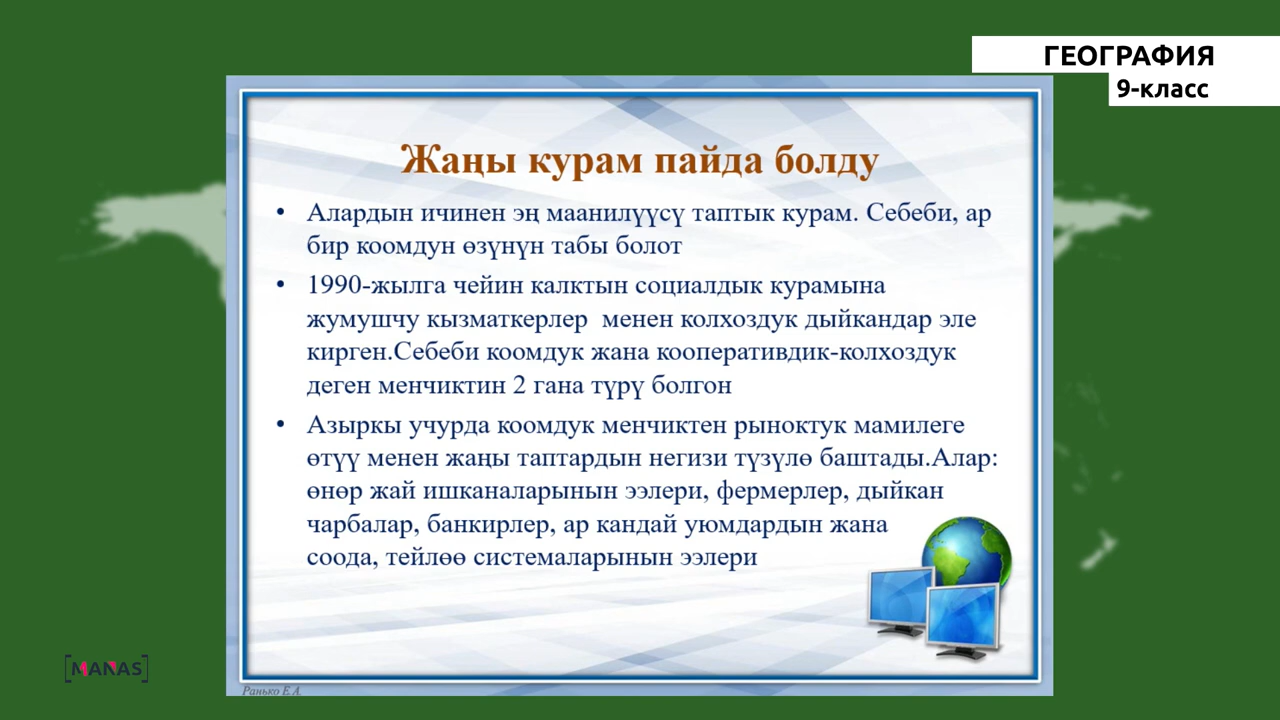 ГЕОГРАФИЯ
9-класс
Жаңы курам пайда болду
• Алардын ичинен эң маанилүүсү таптык курам. Себеби, ар
бир коомдун өзүнүн табы болот
• 1990-жылга чейин калктын социалдык курамына
жумушчу кызматкерлер  менен колхоздук дыйкандар эле
кирген.Себеби коомдук жана кооперативдик-колхоздук
деген менчиктин 2 гана түрү болгон
• Азыркы учурда коомдук менчиктен рыноктук мамилеге
өтүү менен жаңы таптардын негизи түзүлө баштады.Алар:
өнөр жай ишканаларынын ээлери, фермерлер, дыйкан
чарбалар, банкирлер, ар кандай уюмдардын жана
соода, тейлөө системаларынын ээлери
[MANAS]
Ранько Е.А.